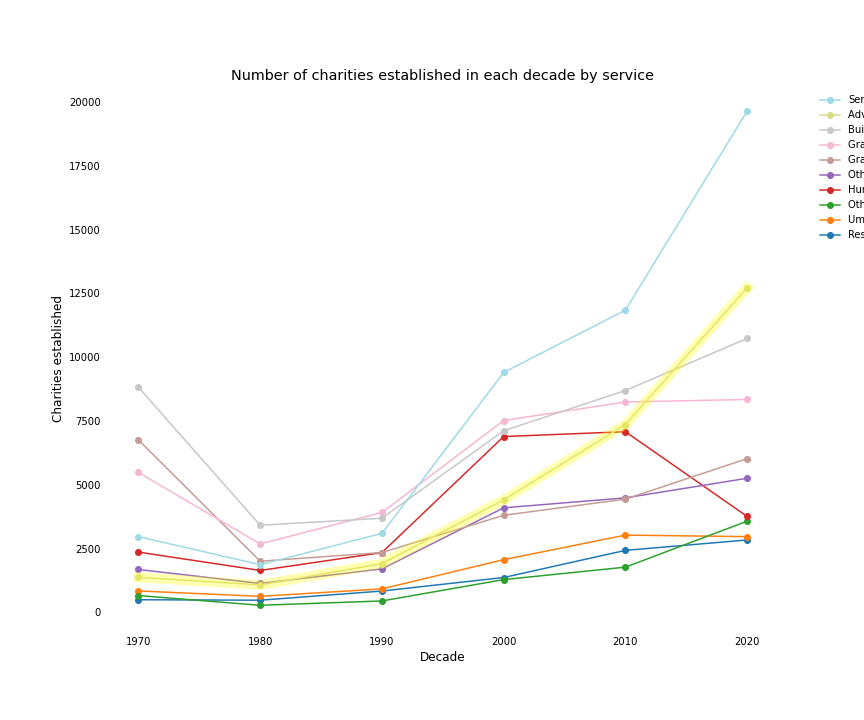 Number of charities established in each decade by service
20000
17500
15000
12500
10000
7500
5000
2500
0
Charities established
1970 1980 1990 2000 2010 2020
Decade
Ser
Adv
Bui
Gra
Gra
Oth
Hu
Oth
Um
Res